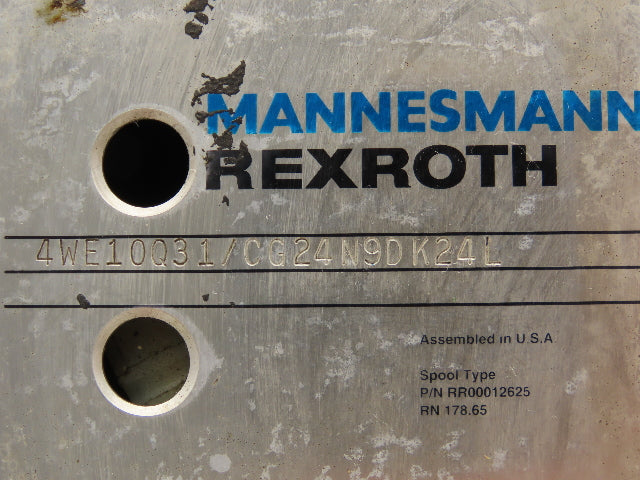 MANNESMANN
REXROTH
4WE10Q31/CG24N9DK24L
Assembled in U.S.A
Spool Type
P/N RR00012625
RN 178.65